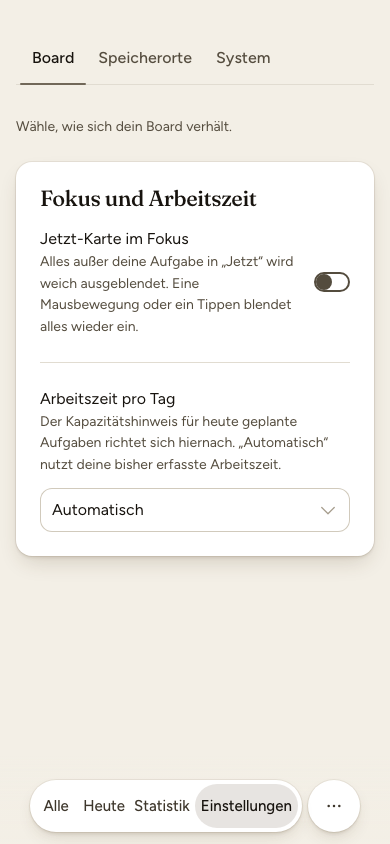 Board Speicherorte System
Wähle, wie sich dein Board verhält.
Fokus und Arbeitszeit
Jetzt-Karte im Fokus
Alles außer deine Aufgabe in „Jetzt“ wird
weich ausgeblendet. Eine
Mausbewegung oder ein Tippen blendet
alles wieder ein.
Arbeitszeit pro Tag
Der Kapazitätshinweis für heute geplante
Aufgaben richtet sich hiernach. „Automatisch“
nutzt deine bisher erfasste Arbeitszeit.
Automatisch
Alle Heute Statistik Einstellungen ...